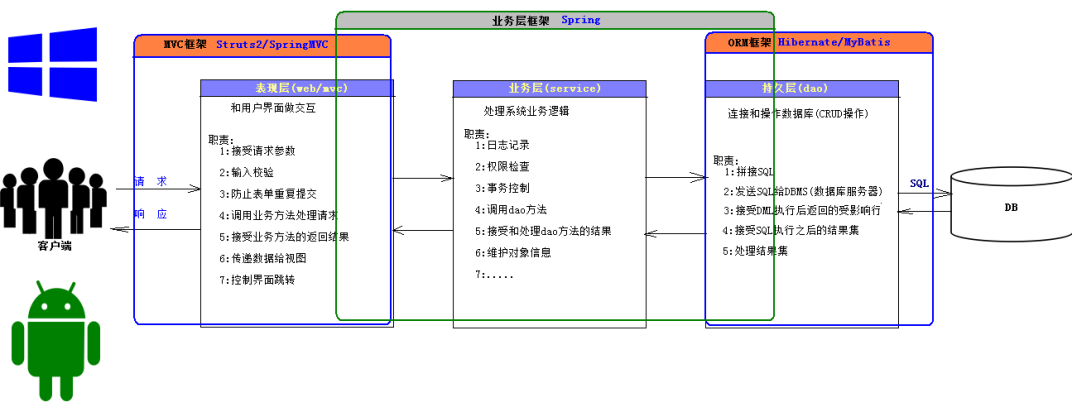 业务层框架 Spring
MVC框架 Struts2/SpringMVC
ORM框架 Hibernate/MyBatis
表现层(web/mvc)
和用户界面做交互
职责:
1:接受请求参数
2:输入校验
3:防止表单重复提交
4:调用业务方法处理请求
5:接受业务方法的返回结果
6:传递数据给视图
7:控制界面跳转
业务层(service)
处理系统业务逻辑
职责:
1:日志记录
2:权限检查
3:事务控制
4:调用dao方法
5:接受和处理dao方法的结果
6:维护对象信息
7:.....
持久层(dao)
连接和操作数据库(CRUD操作)
职责:
1:拼接SQL
2:发送SQL给DBMS(数据库服务器)
3:接受DML执行后返回的受影响行
4:接受SQL执行之后的结果集
5:处理结果集
请 求
响 应
客户端
SQL
DB